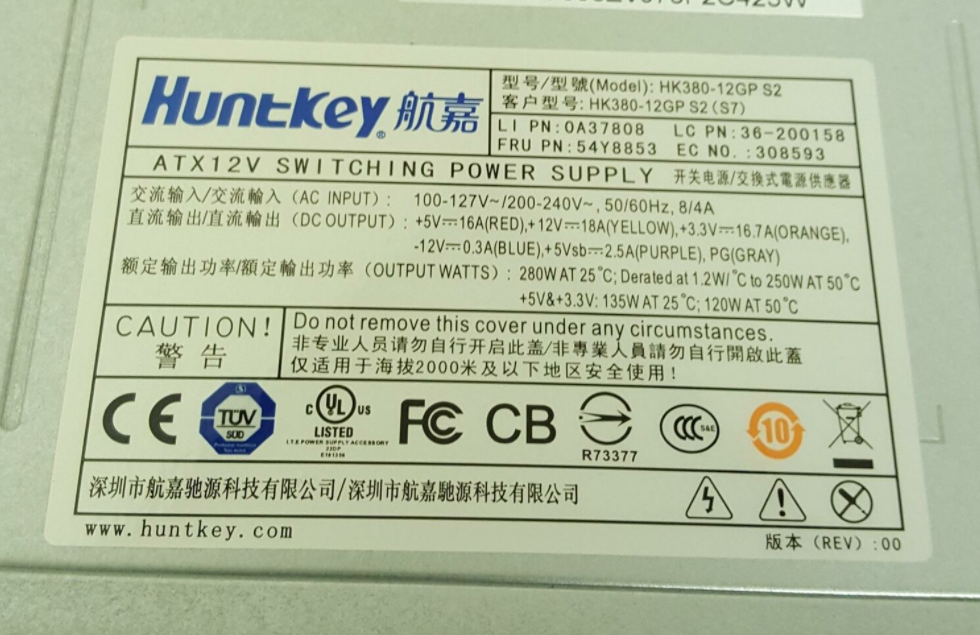 Huntkey® 航嘉
型号/型號(Model): HK380-12GP S2
客户型号: HK380-12GP S2 (S7)
LI PN:0A37808 LC PN:36-200158
FRU PN:54Y8853 EC NO. :308593
ATX12V SWITCHING POWER SUPPLY 开关电源/交換式電源供應器
交流输入/交流輸入 (AC INPUT) : 100-127V~/200-240V~, 50/60Hz, 8/4A
直流输出/直流輸出 (DC OUTPUT) : +5V⎓16A(RED),+12V⎓18A(YELLOW),+3.3V⎓16.7A(ORANGE),
-12V⎓0.3A(BLUE),+5Vsb⎓2.5A(PURPLE), PG(GRAY)
额定输出功率/額定輸出功率 (OUTPUT WATTS) : 280W AT 25°C; Derated at 1.2W/°C to 250W AT 50°C
+5V&+3.3V: 135W AT 25°C; 120W AT 50°C
CAUTION!
警告
Do not remove this cover under any circumstances.
非专业人员请勿自行开启此盖/非專業人員請勿自行開啟此蓋
仅适用于海拔2000米及以下地区安全使用!
CE
TÜV
SÜD
C UL US
LISTED
I.T.E POWER SUPPLY ACCESSORY
FC CB
R73377
CCC S&E
10
深圳市航嘉驰源科技有限公司/深圳市航嘉馳源科技有限公司
www.huntkey.com
版本 (REV) :00